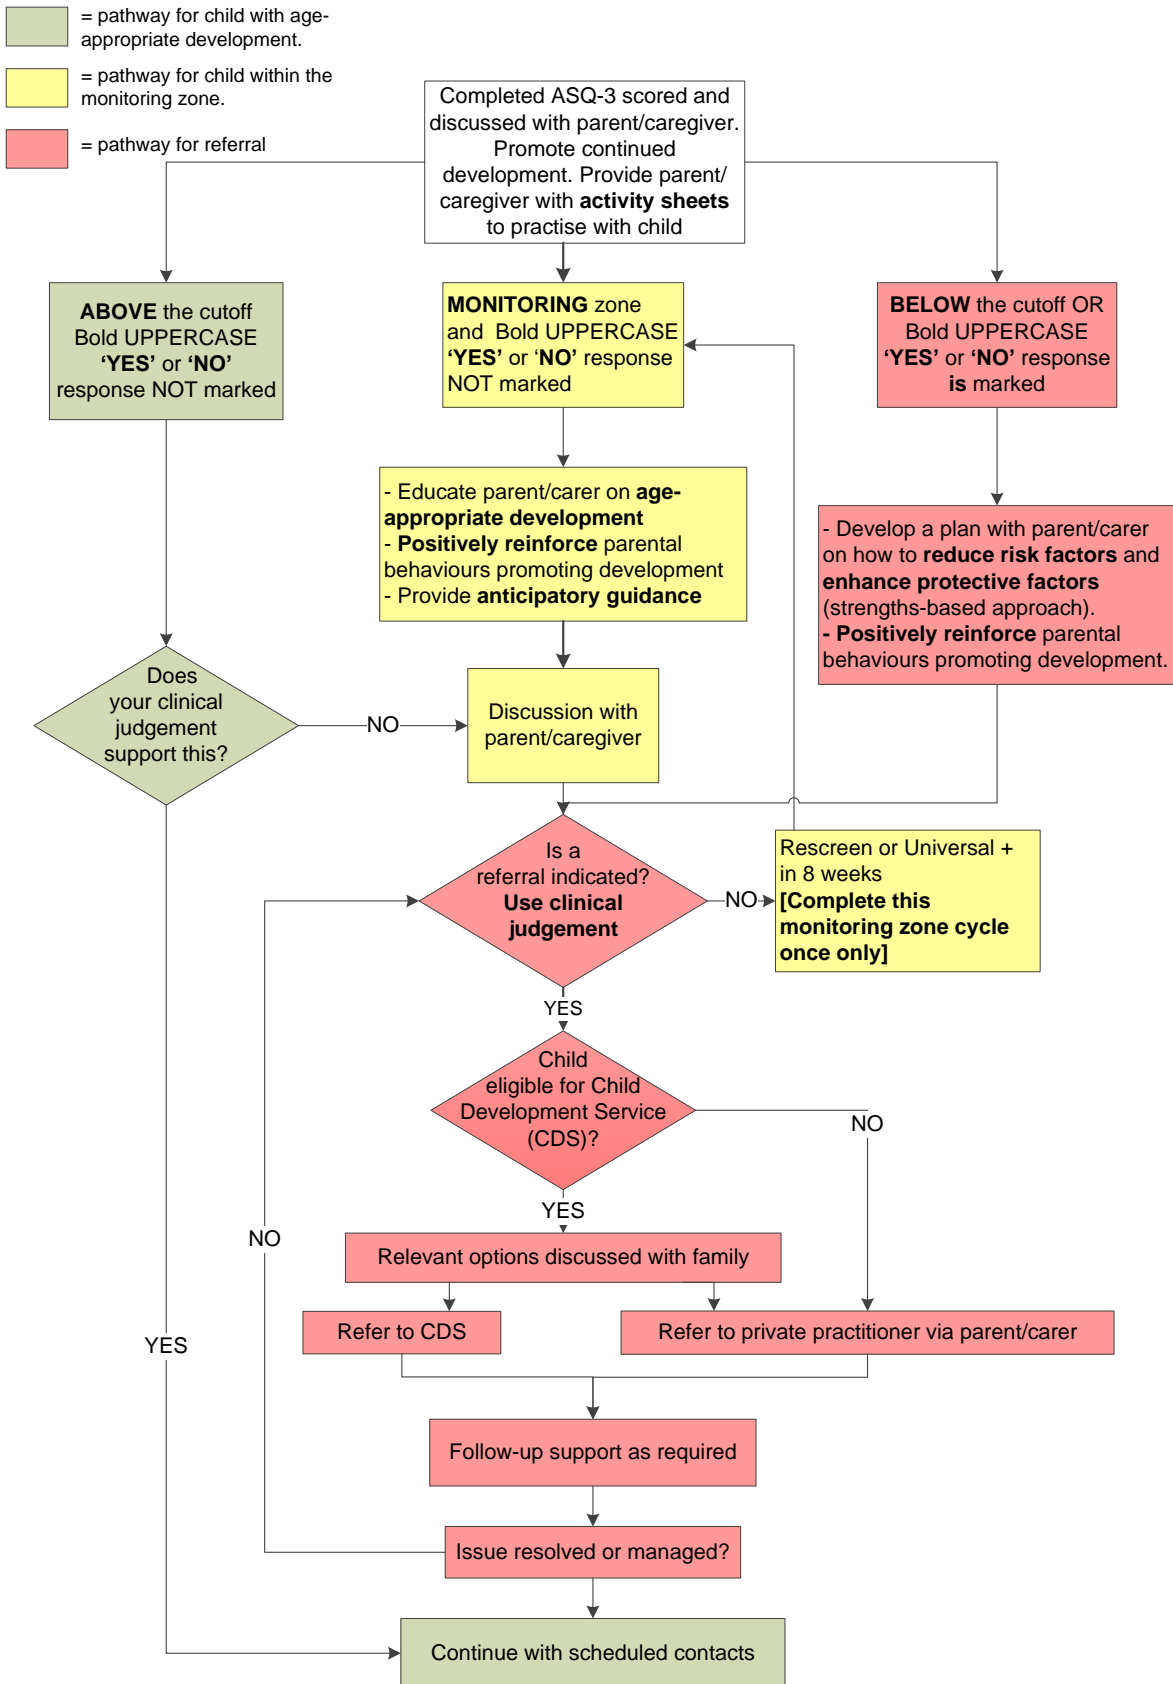 = pathway for child with age-
appropriate development.
= pathway for child within the
monitoring zone.
= pathway for referral
Completed ASQ-3 scored and
discussed with parent/caregiver.
Promote continued
development. Provide parent/
caregiver with activity sheets
to practise with child
ABOVE the cutoff
Bold UPPERCASE
‘YES’ or ‘NO’
response NOT marked
MONITORING zone
and Bold UPPERCASE
‘YES’ or ‘NO’ response
NOT marked
BELOW the cutoff OR
Bold UPPERCASE
‘YES’ or ‘NO’ response
is marked
- Educate parent/carer on age-
appropriate development
- Positively reinforce parental
behaviours promoting development
- Provide anticipatory guidance
- Develop a plan with parent/carer
on how to reduce risk factors and
enhance protective factors
(strengths-based approach).
- Positively reinforce parental
behaviours promoting development.
Does
your clinical
judgement
support this?
NO
Discussion with
parent/caregiver
Is a
referral indicated?
Use clinical
judgement
NO
Rescreen or Universal +
in 8 weeks
[Complete this
monitoring zone cycle
once only]
YES
Child
eligible for Child
Development Service
(CDS)?
NO
YES
NO
Relevant options discussed with family
Refer to CDS
Refer to private practitioner via parent/carer
YES
Follow-up support as required
Issue resolved or managed?
Continue with scheduled contacts